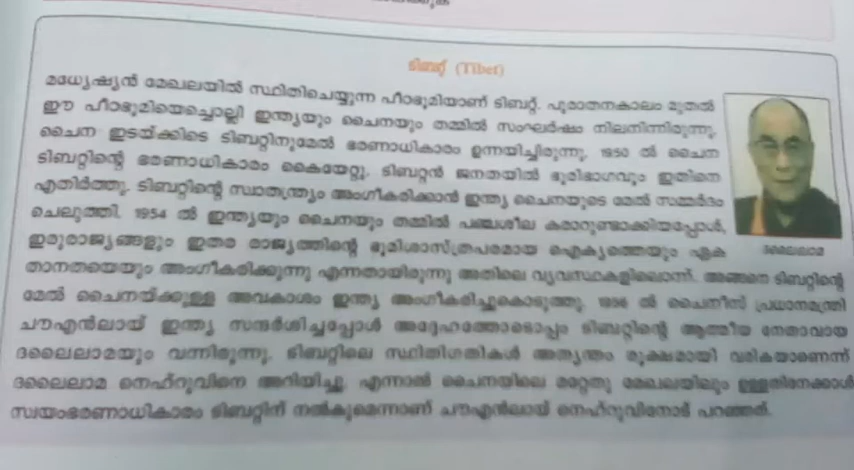 ടിബറ്റ് (Tibet)
മധ്യേഷ്യൻ മേഖലയിൽ സ്ഥിതിചെയ്യുന്ന പീഠഭൂമിയാണ് ടിബറ്റ്. പുരാതനകാലം മുതൽ
ഈ പീഠഭൂമിയെച്ചൊല്ലി ഇന്ത്യയും ചൈനയും തമ്മിൽ സംഘർഷം നിലനിന്നിരുന്നു.
ചൈന ഇടയ്ക്കിടെ ടിബറ്റിനുമേൽ ഭരണാധികാരം ഉന്നയിച്ചിരുന്നു. 1950 ൽ ചൈന
ടിബറ്റിന്റെ ഭരണാധികാരം കൈയേറ്റു. ടിബറ്റൻ ജനതയിൽ ഭൂരിഭാഗവും ഇതിനെ
എതിർത്തു. ടിബറ്റിന്റെ സ്വാതന്ത്ര്യം അംഗീകരിക്കാൻ ഇന്ത്യ ചൈനയുടെ മേൽ സമ്മർദം
ചെലുത്തി. 1954 ൽ ഇന്ത്യയും ചൈനയും തമ്മിൽ പഞ്ചശീല കരാറുണ്ടാക്കിയപ്പോൾ,
ഇരുരാജ്യങ്ങളും ഇതര രാജ്യത്തിന്റെ ഭൂമിശാസ്ത്രപരമായ ഐക്യത്തെയും ഏക
താനതയെയും അംഗീകരിക്കുന്നു എന്നതായിരുന്നു അതിലെ വ്യവസ്ഥകളിലൊന്ന്. അങ്ങനെ ടിബറ്റിന്റെ
മേൽ ചൈനയ്ക്കുള്ള അവകാശം ഇന്ത്യ അംഗീകരിച്ചുകൊടുത്തു. 1956 ൽ ചൈനീസ് പ്രധാനമന്ത്രി
ചൗഎൻലായ് ഇന്ത്യ സന്ദർശിച്ചപ്പോൾ അദ്ദേഹത്തോടൊപ്പം ടിബറ്റിന്റെ ആത്മീയ നേതാവായ
ദലൈലാമയും വന്നിരുന്നു. ടിബറ്റിലെ സ്ഥിതിഗതികൾ അത്യന്തം രൂക്ഷമായി വരികയാണെന്ന്
ദലൈലാമ നെഹ്റുവിനെ അറിയിച്ചു. എന്നാൽ ചൈനയിലെ മറ്റേതു മേഖലയിലും ഉള്ളതിനേക്കാൾ
സ്വയംഭരണാധികാരം ടിബറ്റിന് നൽകുമെന്നാണ് ചൗഎൻലായ് നെഹ്റുവിനോട് പറഞ്ഞത്.
ദലൈലാമ